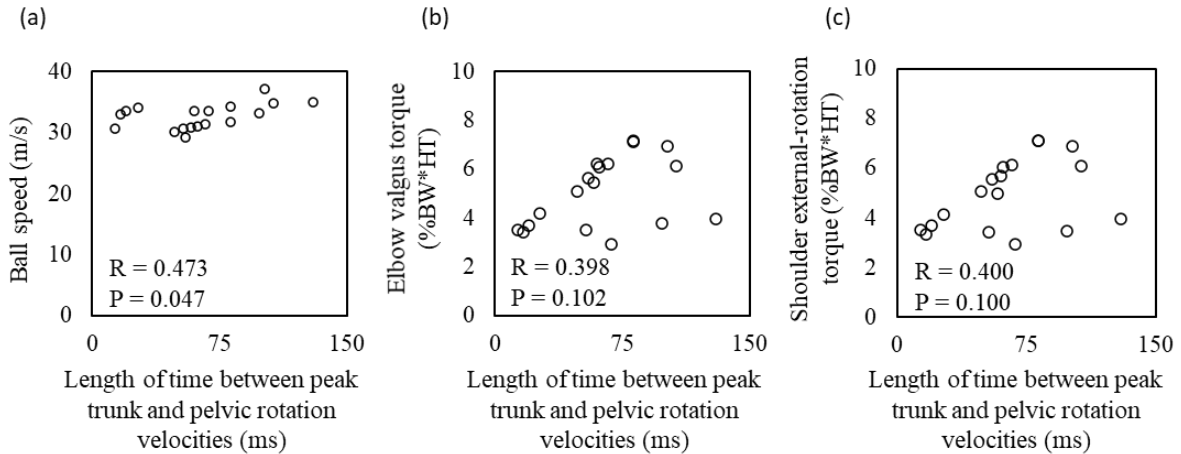 (a)
Ball speed (m/s)
40
30
20
10
0
R = 0.473
P = 0.047
0
75
150
Length of time between peak
trunk and pelvic rotation
velocities (ms)
(b)
Elbow valgus torque
(%BW*HT)
10
8
6
4
2
0
R = 0.398
P = 0.102
0
75
150
Length of time between peak
trunk and pelvic rotation
velocities (ms)
(c)
Shoulder external-rotation
torque (%BW*HT)
10
8
6
4
2
0
R = 0.400
P = 0.100
0
75
150
Length of time between peak
trunk and pelvic rotation
velocities (ms)